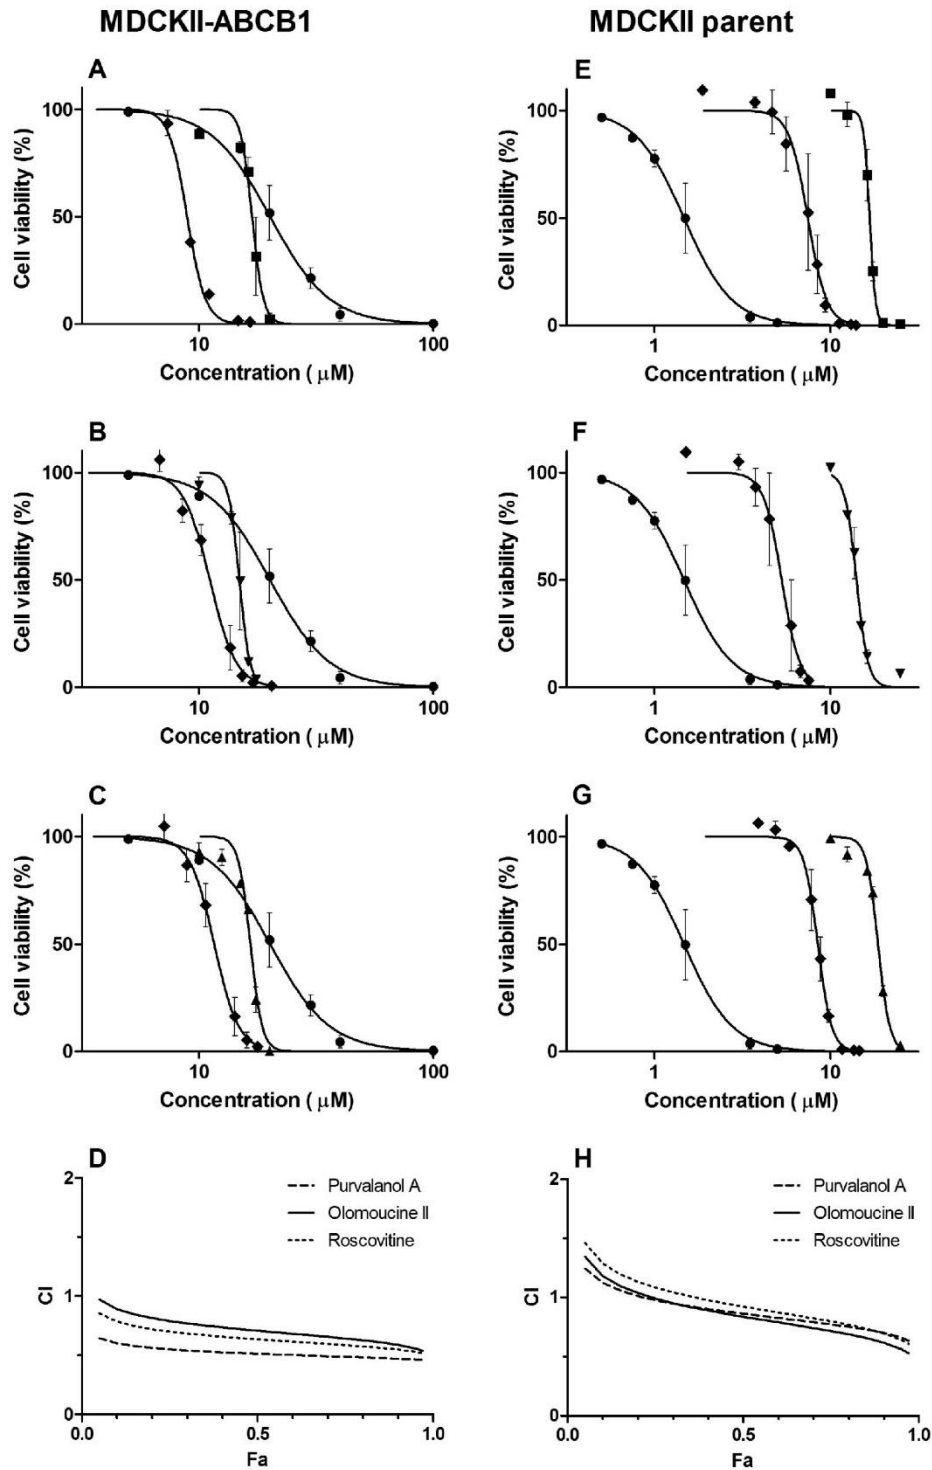 MDCKII-ABCB1
MDCKII parent
A
Cell viability (%)
100
50
0
10
100
Concentration ( μM)
E
Cell viability (%)
100
50
0
1
10
Concentration ( μM)
B
Cell viability (%)
100
50
0
10
100
Concentration ( μM)
F
Cell viability (%)
100
50
0
1
10
Concentration ( μM)
C
Cell viability (%)
100
50
0
10
100
Concentration ( μM)
G
Cell viability (%)
100
50
0
1
10
Concentration ( μM)
D
CI
2
1
0
Purvalanol A
Olomoucine II
Roscovitine
0.0
0.5
1.0
Fa
H
CI
2
1
0
Purvalanol A
Olomoucine II
Roscovitine
0.0
0.5
1.0
Fa